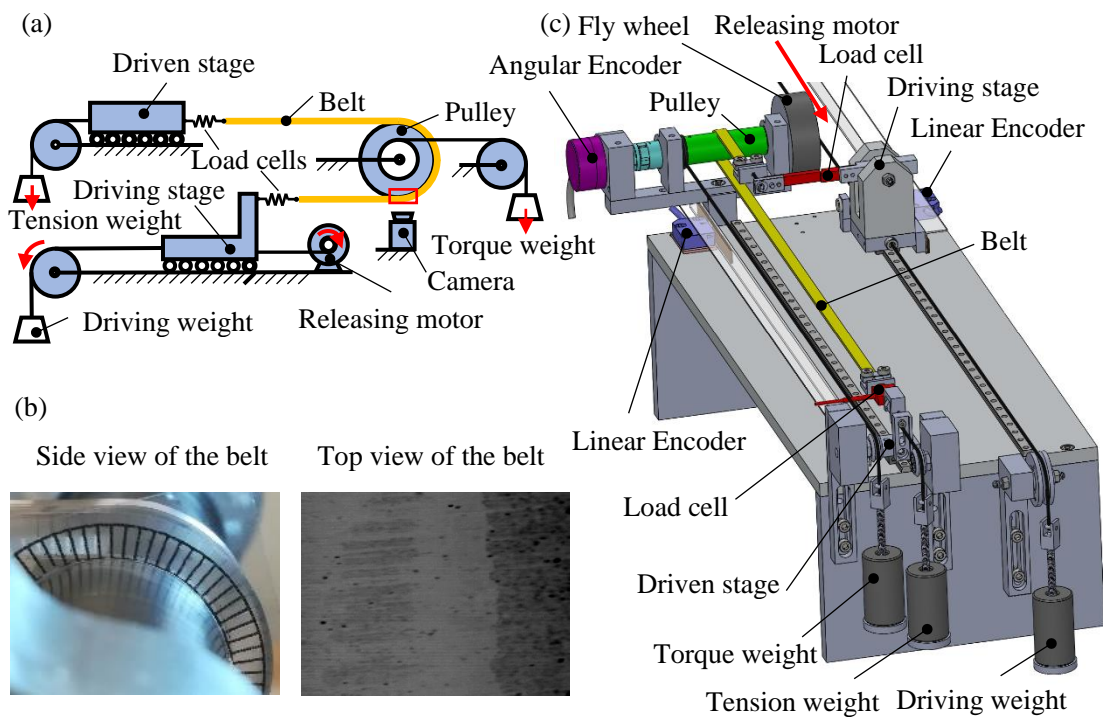 (a)
Driven stage
Belt
Pulley
Load cells
Driving stage
Tension weight
Torque weight
Camera
Driving weight
Releasing motor
(b)
Side view of the belt
Top view of the belt
(c)
Fly wheel
Releasing motor
Load cell
Angular Encoder
Driving stage
Pulley
Linear Encoder
Belt
Linear Encoder
Load cell
Driven stage
Torque weight
Tension weight
Driving weight